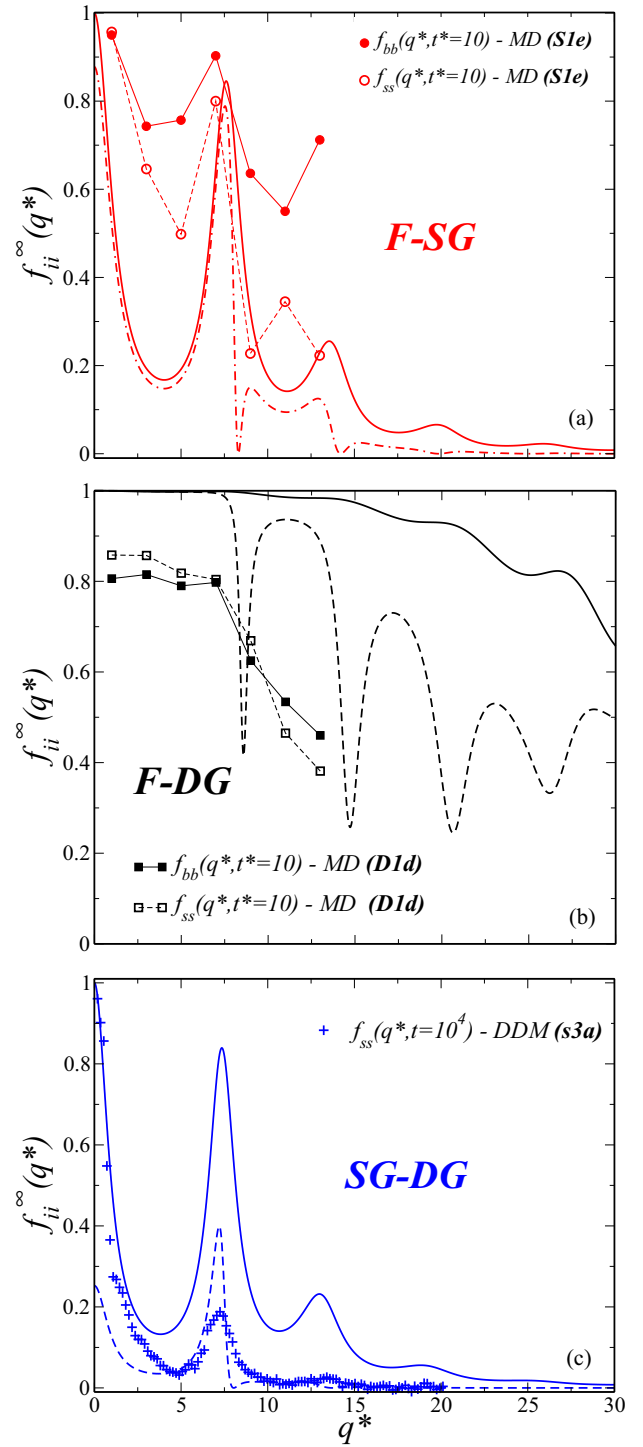 1
0.8
0.6
0.4
0.2
0
f_ii^∞(q*)
f_bb(q*,t*=10) - MD (S1e)
f_ss(q*,t*=10) - MD (S1e)
F-SG
(a)
1
0.8
0.6
0.4
0.2
0
f_ii^∞(q*)
F-DG
f_bb(q*,t*=10) - MD (D1d)
f_ss(q*,t*=10) - MD (D1d)
(b)
1
0.8
0.6
0.4
0.2
0
f_ii^∞(q*)
f_ss(q*,t=10^4) - DDM (s3a)
SG-DG
(c)
0 5 10 15 20 25 30
q*